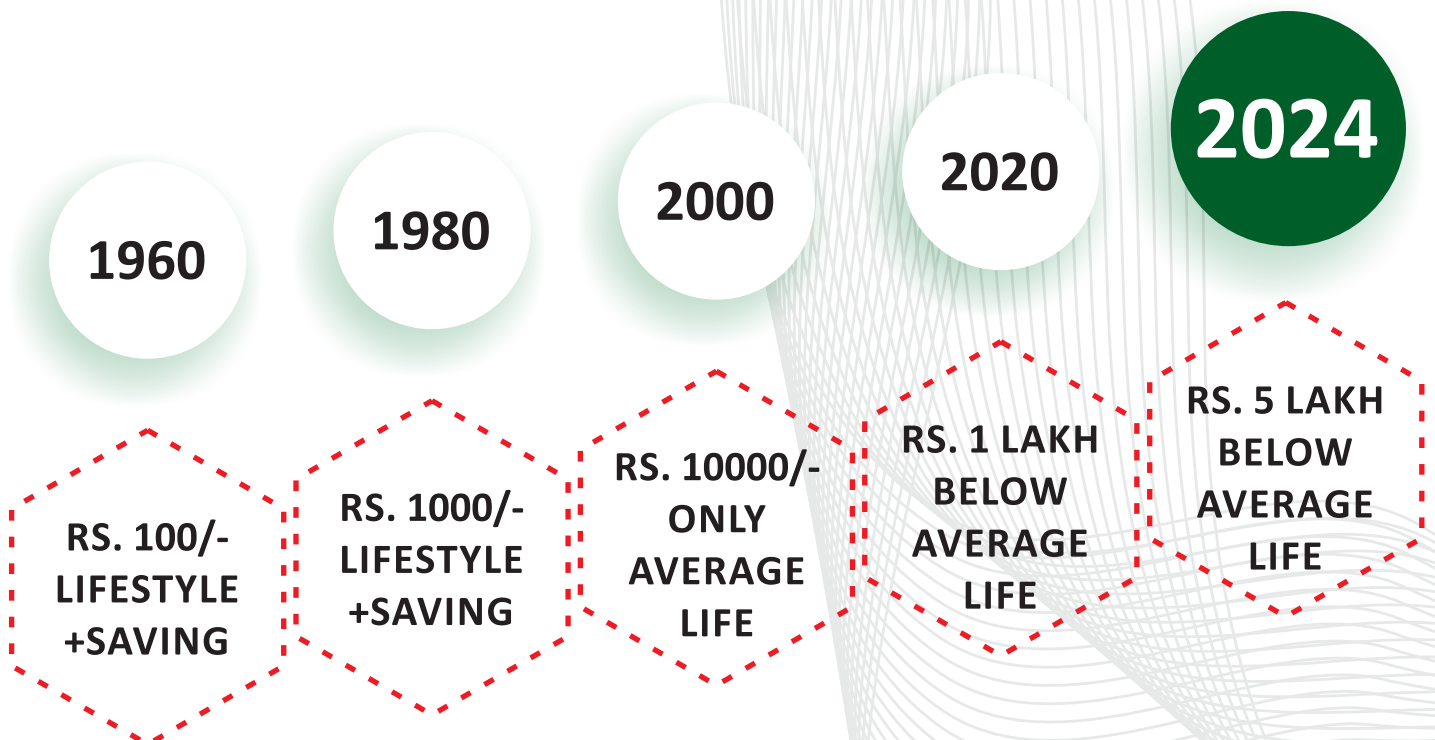 1960
RS. 100/-
LIFESTYLE
+SAVING
1980
RS. 1000/-
LIFESTYLE
+SAVING
2000
RS. 10000/-
ONLY
AVERAGE
LIFE
2020
RS. 1 LAKH
BELOW
AVERAGE
LIFE
2024
RS. 5 LAKH
BELOW
AVERAGE
LIFE